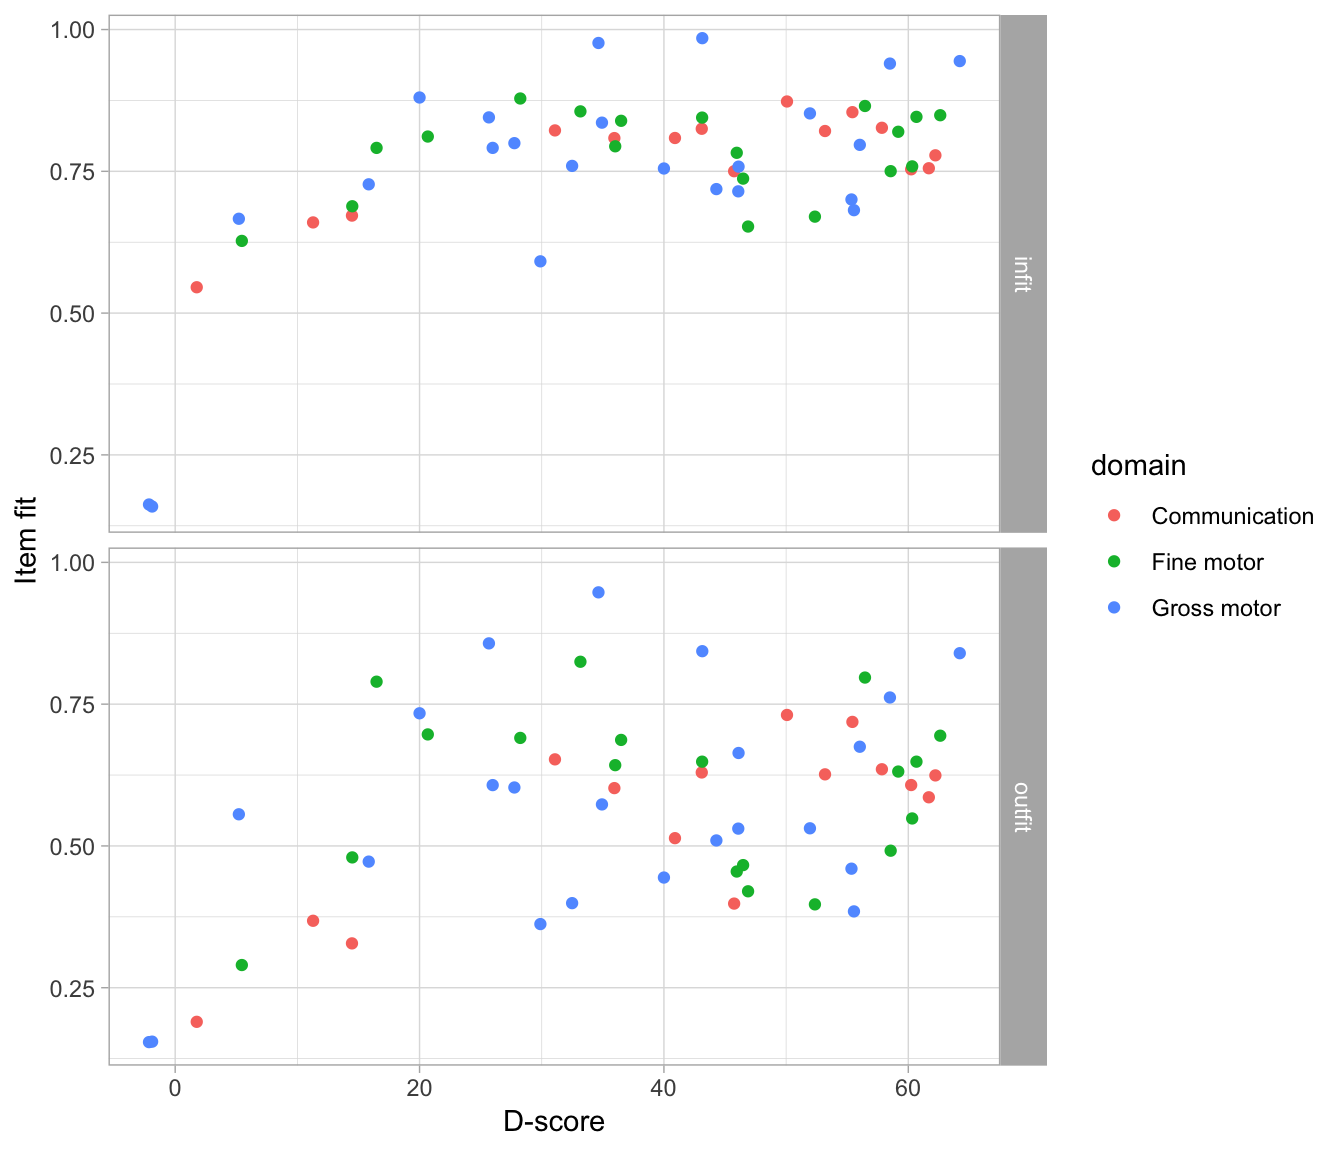 1.00
0.75
0.50
0.25
infit
Item fit
1.00
0.75
0.50
0.25
outfit
0 20 40 60
D-score
domain
Communication
Fine motor
Gross motor